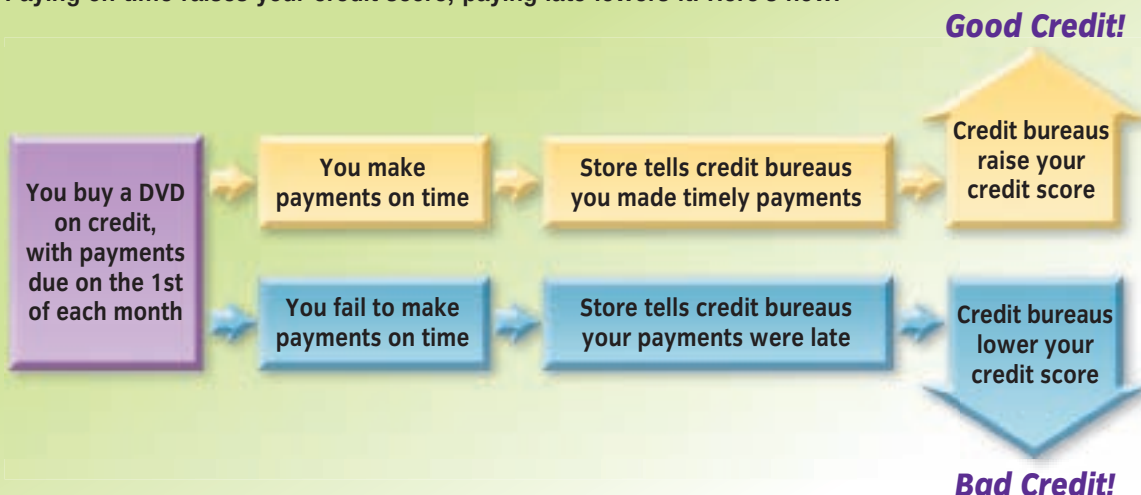 Paying on time raises your credit score; paying late lowers it. Here's how:
Good Credit!
You buy a DVD
on credit,
with payments
due on the 1st
of each month
You make
payments on time
Store tells credit bureaus
you made timely payments
Credit bureaus
raise your
credit score
You fail to make
payments on time
Store tells credit bureaus
your payments were late
Credit bureaus
lower your
credit score
Bad Credit!